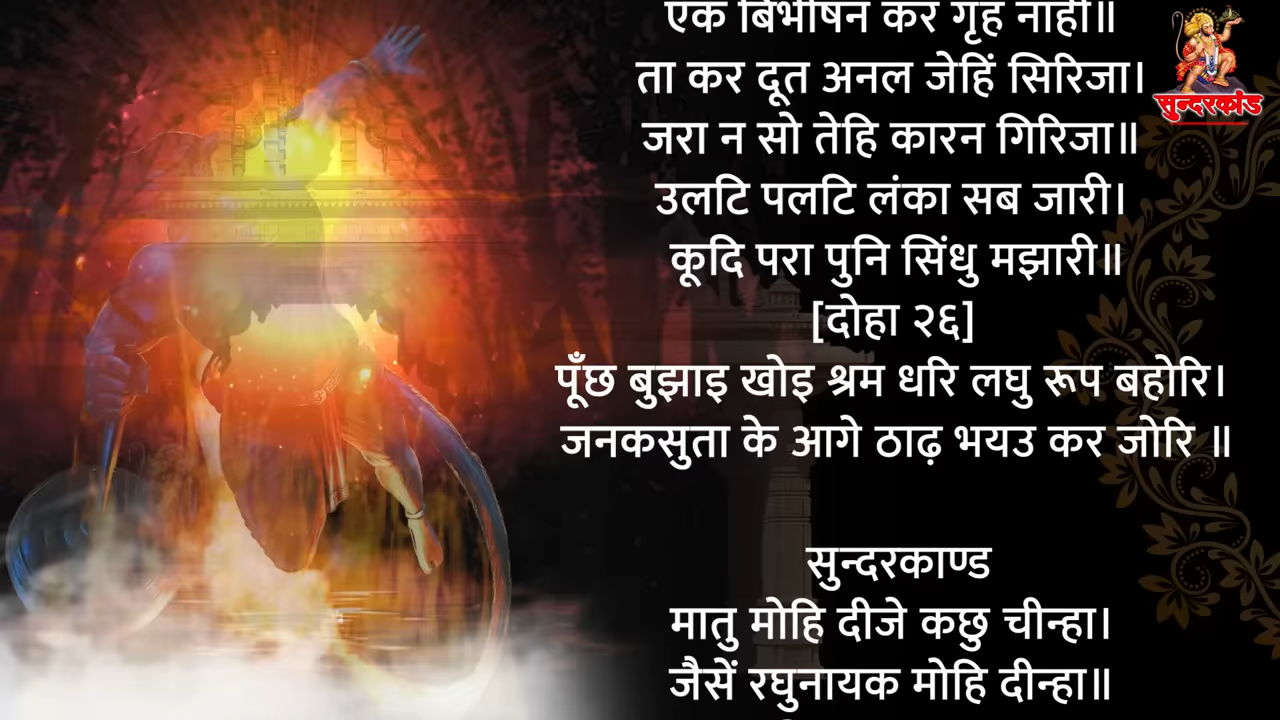 एक बिभीषन कर गृह नाहीं॥
ता कर दूत अनल जेहिं सिरिजा।
जरा न सो तेहि कारन गिरिजा॥
उलटि पलटि लंका सब जारी।
कूदि परा पुनि सिंधु मझारी॥
[दोहा २६]
पूँछ बुझाइ खोइ श्रम धरि लघु रूप बहोरि।
जनकसुता के आगे ठाढ़ भयउ कर जोरि ॥
सुन्दरकाण्ड
मातु मोहि दीजे कछु चीन्हा।
जैसें रघुनायक मोहि दीन्हा॥
सुन्दरकांड